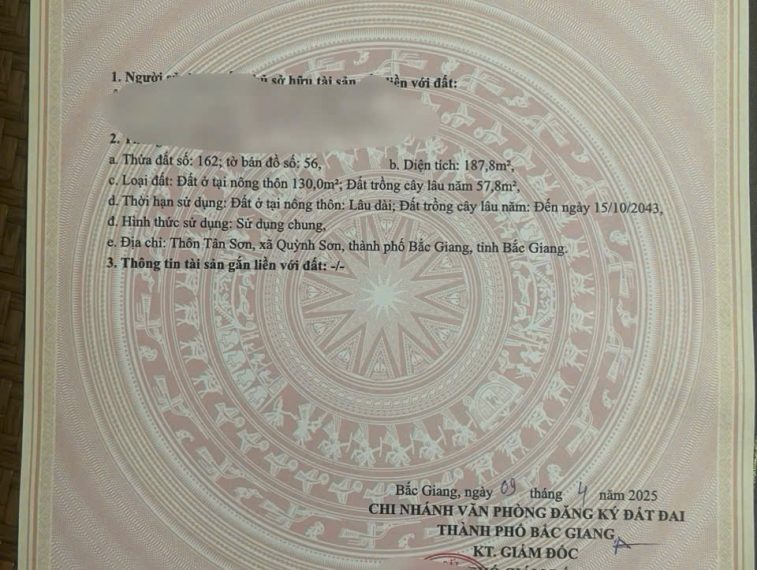 1. Người sở hữu tài sản liền với đất:
2.
a. Thửa đất số: 162; tờ bản đồ số: 56, b. Diện tích: 187,8m²,
c. Loại đất: Đất ở tại nông thôn 130,0m²; Đất trồng cây lâu năm 57,8m²,
d. Thời hạn sử dụng: Đất ở tại nông thôn: Lâu dài; Đất trồng cây lâu năm: Đến ngày 15/10/2043,
đ. Hình thức sử dụng: Sử dụng chung,
e. Địa chỉ: Thôn Tân Sơn, xã Quỳnh Sơn, thành phố Bắc Giang, tỉnh Bắc Giang.
3. Thông tin tài sản gắn liền với đất: -/-
Bắc Giang, ngày 09 tháng 4 năm 2025
CHI NHÁNH VĂN PHÒNG ĐĂNG KÝ ĐẤT ĐAI
THÀNH PHỐ BẮC GIANG
KT. GIÁM ĐỐC